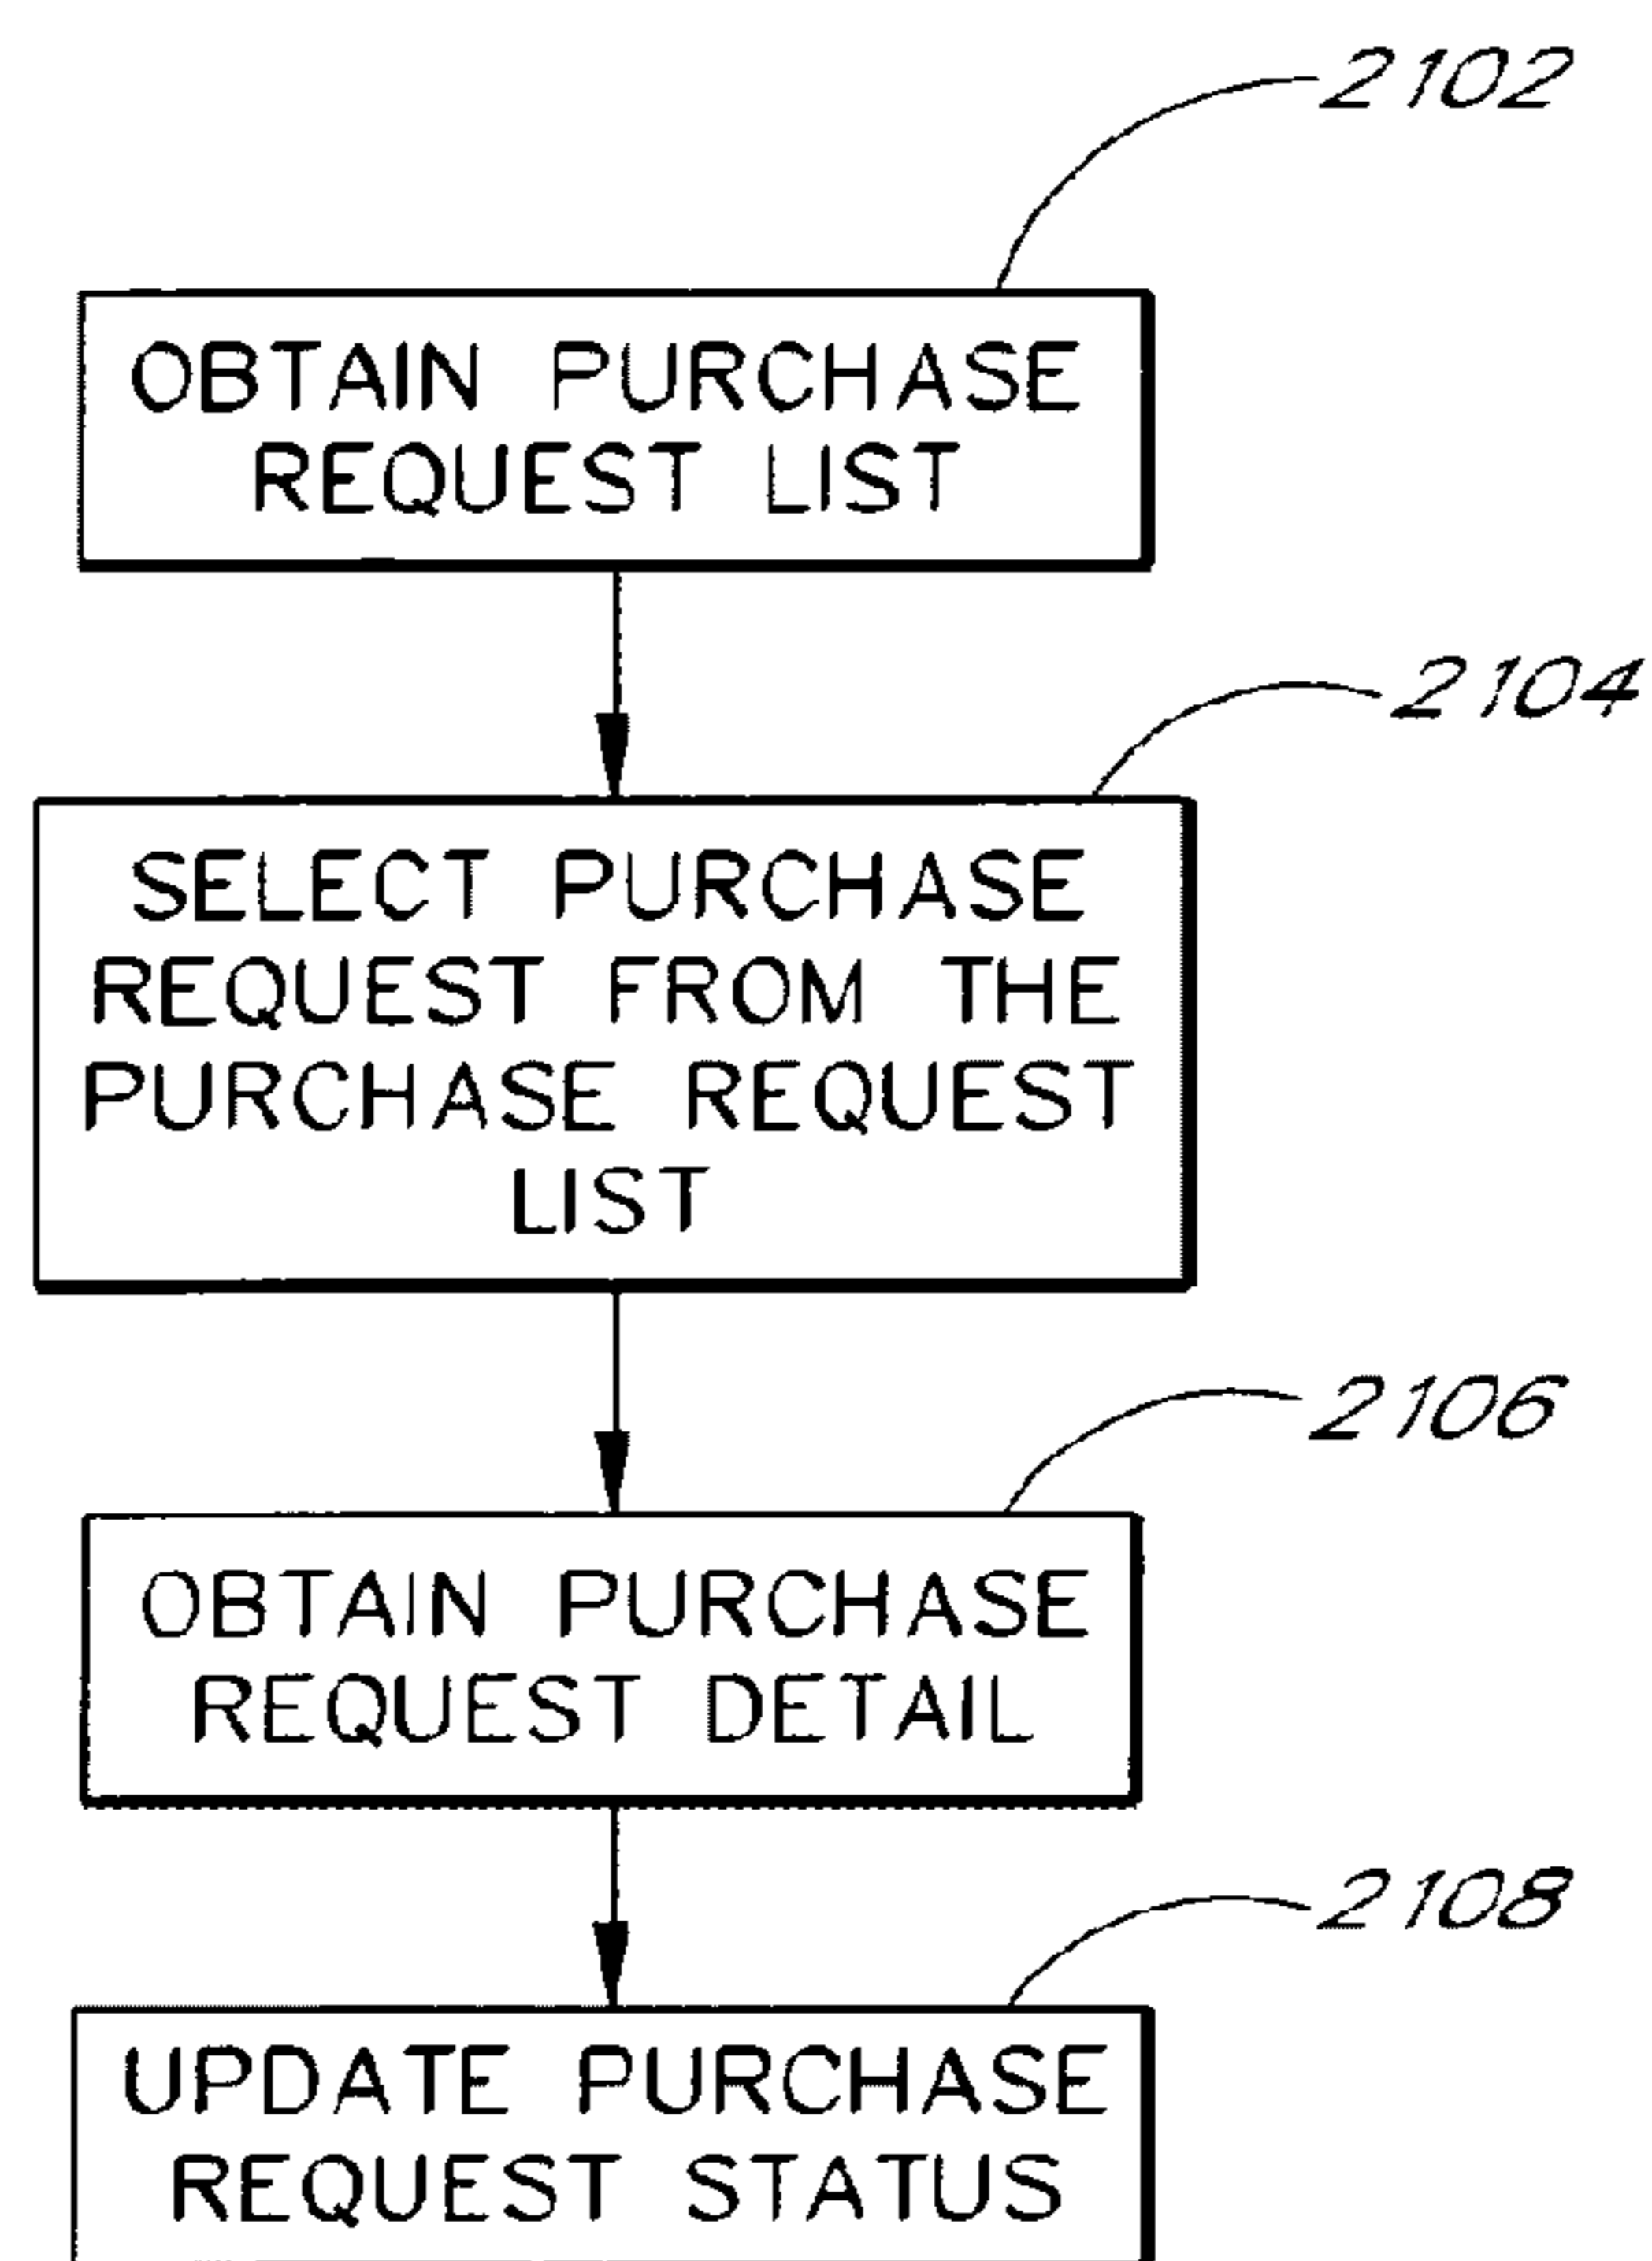 2102
OBTAIN PURCHASE
REQUEST LIST
2104
SELECT PURCHASE
REQUEST FROM THE
PURCHASE REQUEST
LIST
2106
OBTAIN PURCHASE
REQUEST DETAIL
2108
UPDATE PURCHASE
REQUEST STATUS